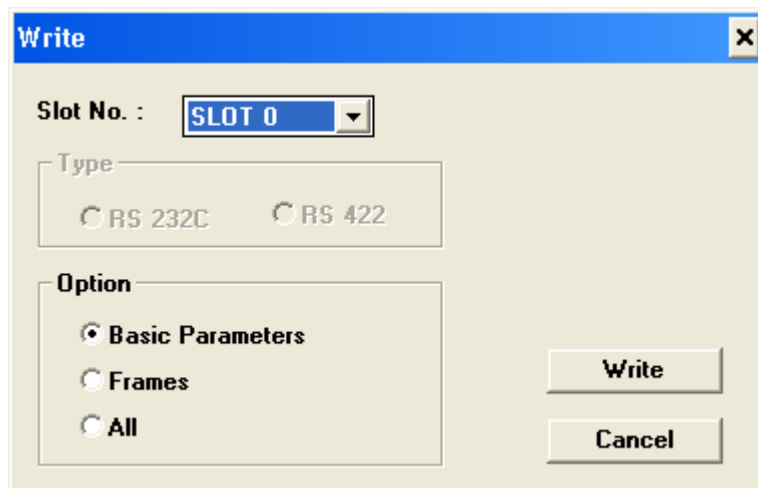 Write
Slot No. : SLOT 0
Type
RS 232C RS 422
Option
Basic Parameters
Frames
All
Write
Cancel